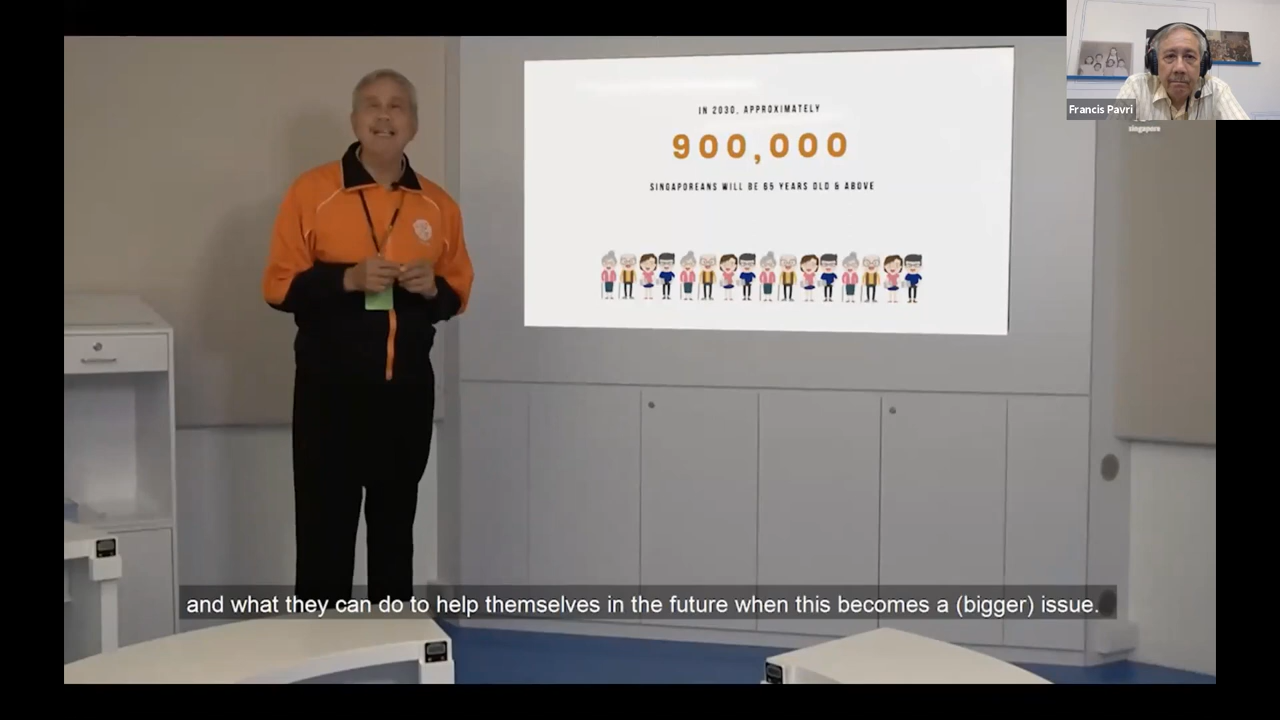 IN 2030, APPROXIMATELY
900,000
SINGAPOREANS WILL BE 65 YEARS OLD & ABOVE
Francis Pavri
singapore
and what they can do to help themselves in the future when this becomes a (bigger) issue.